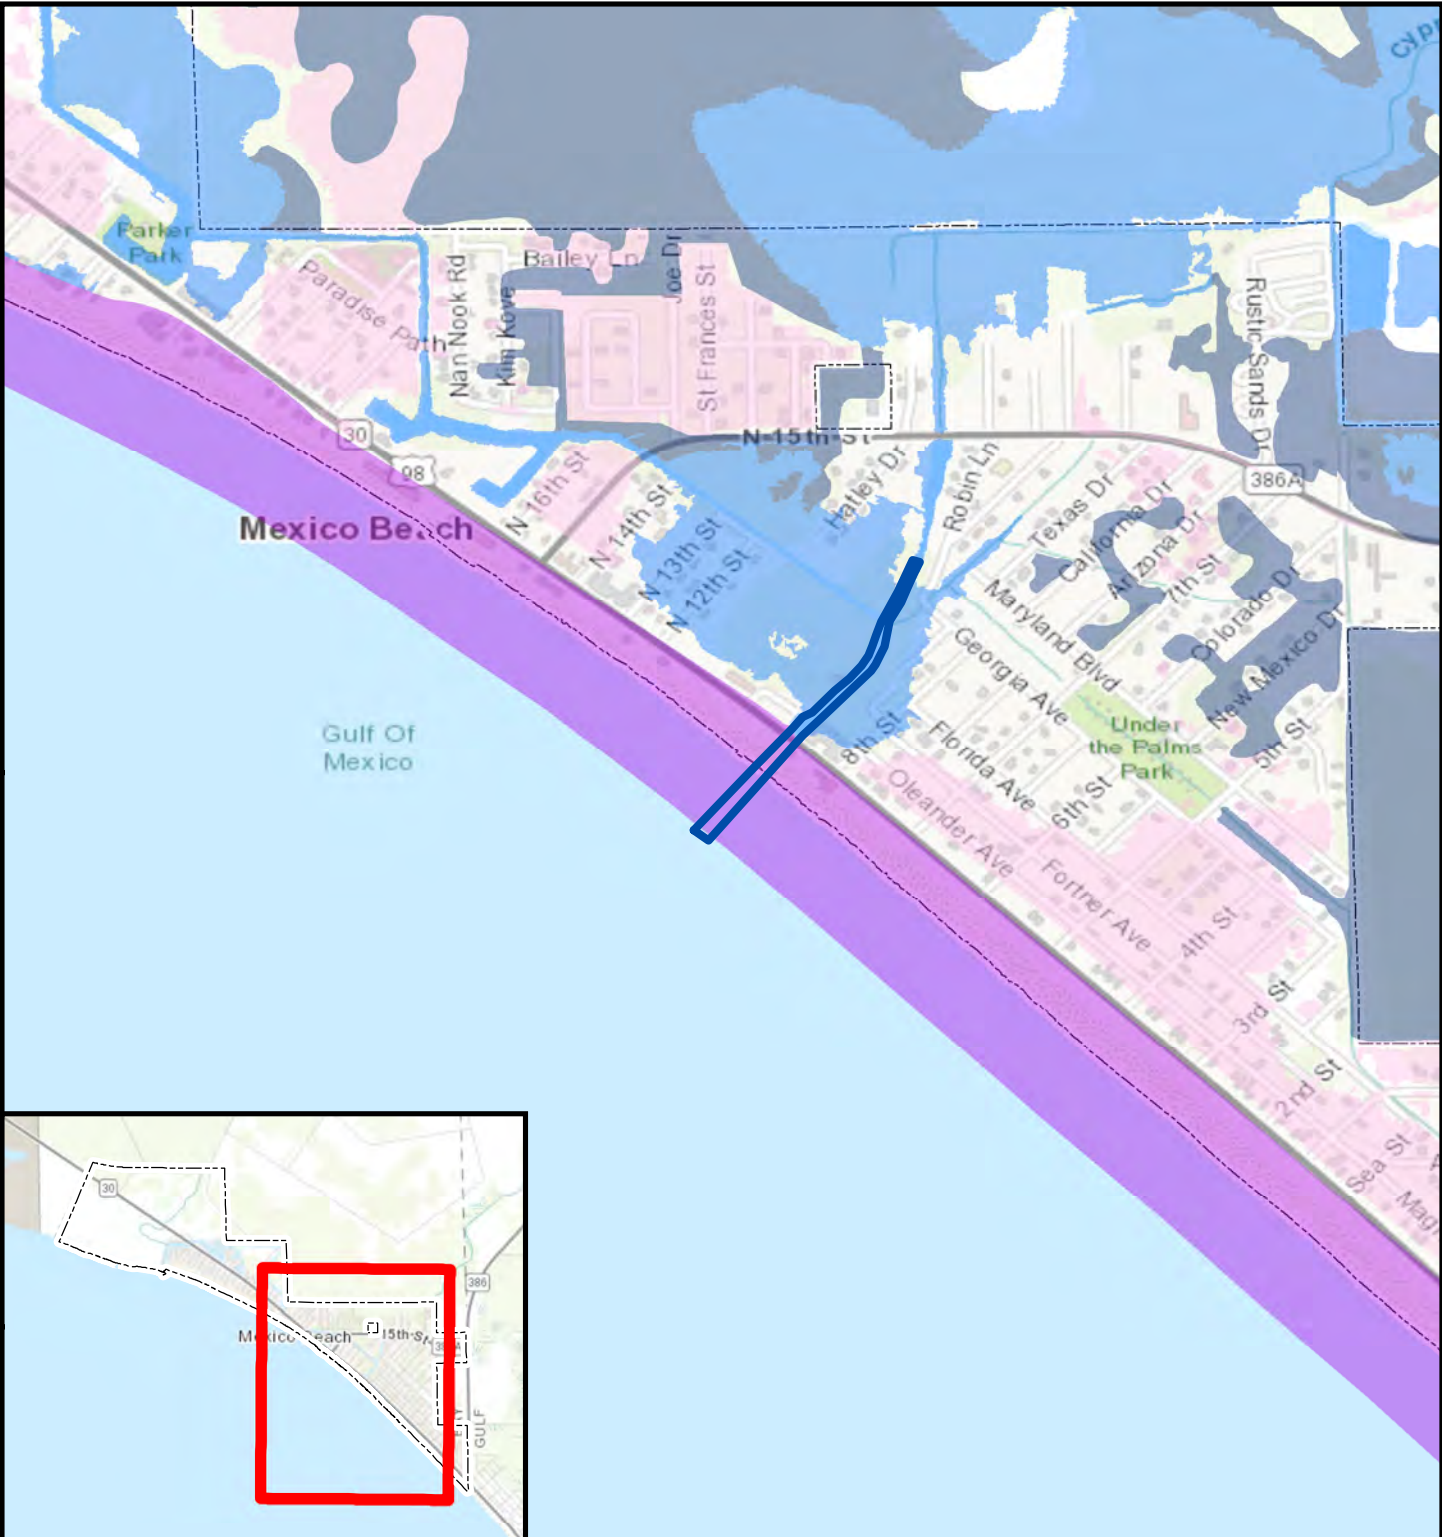 Cypr
Parker
Park
Bailey Ln
Joe Dr
Nan Nook Rd
Kim Kove
Paradise Path
St Frances St
Rustic Sands Dr
30
98
N 15th St
386A
Hatley Dr
Robin Ln
N 16th St
N 14th St
N 13th St
N 12th St
Mexico Beach
Texas Dr
California Dr
Arizona Dr
7th St
Colorado Dr
New Mexico Dr
Maryland Blvd
Georgia Ave
Florida Ave
Under
the Palms
Park
5th St
6th St
8th St
Gulf Of
Mexico
Oleander Ave
Fortner Ave
4th St
3rd St
2nd St
Sea St
Magn
30
386
Mexico Beach
15th St
386A
GULF